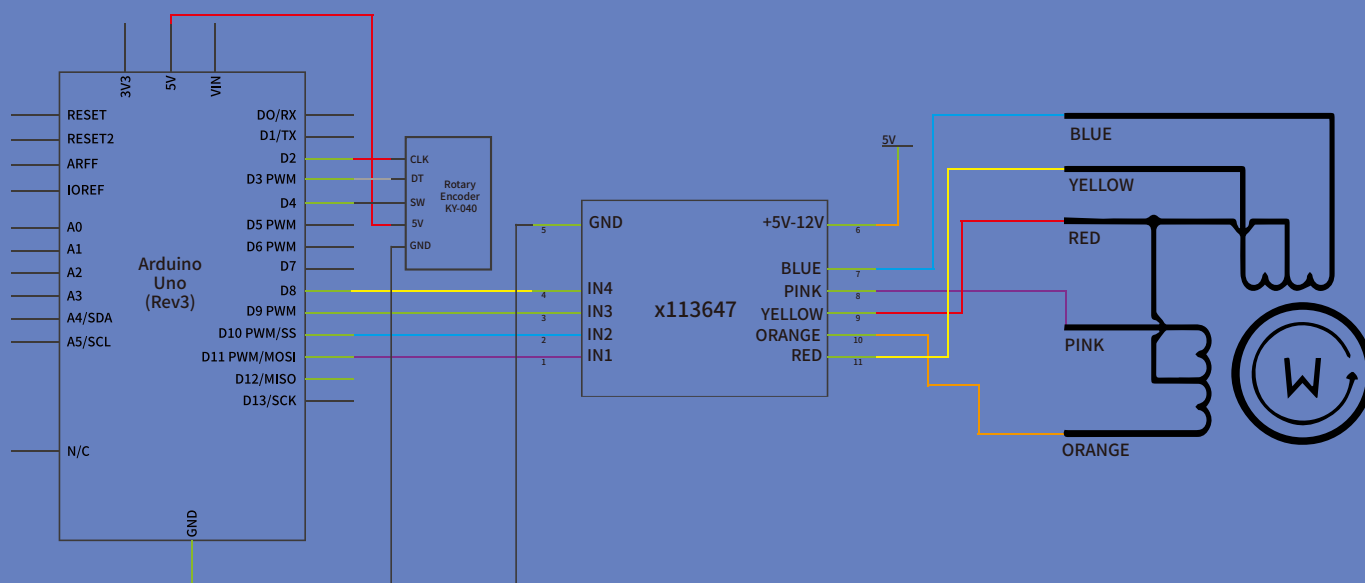 3V3
5V
VIN
RESET
RESET2
ARFF
IOREF
A0
A1
A2
A3
A4/SDA
A5/SCL
N/C
Arduino
Uno
(Rev3)
DO/RX
D1/TX
D2
D3 PWM
D4
D5 PWM
D6 PWM
D7
D8
D9 PWM
D10 PWM/SS
D11 PWM/MOSI
D12/MISO
D13/SCK
GND
CLK
DT
SW
5V
GND
Rotary
Encoder
KY-040
5
4
3
2
1
GND
IN4
IN3
IN2
IN1
x113647
+5V-12V
BLUE
PINK
YELLOW
ORANGE
RED
6
7
8
9
10
11
5V
BLUE
YELLOW
RED
PINK
ORANGE
W